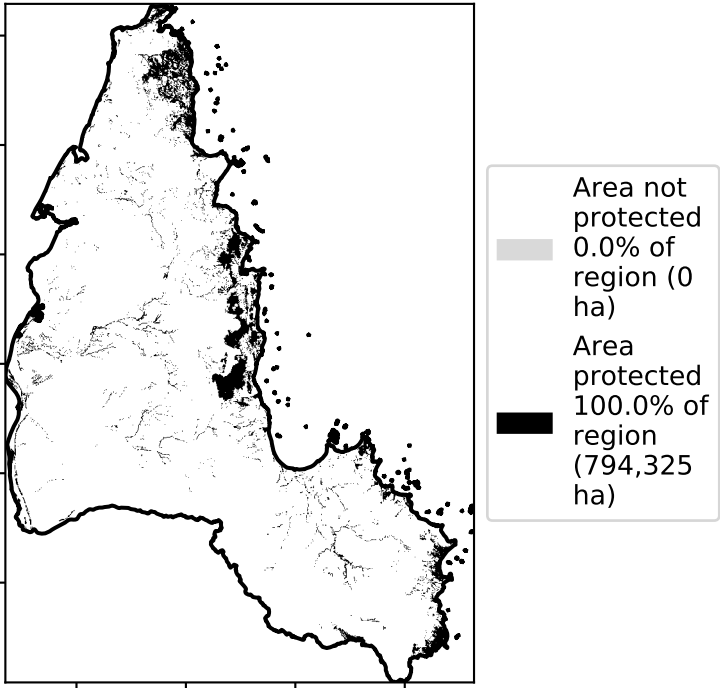 Area not
protected
0.0% of
region (0
ha)
Area
protected
100.0% of
region
(794,325
ha)